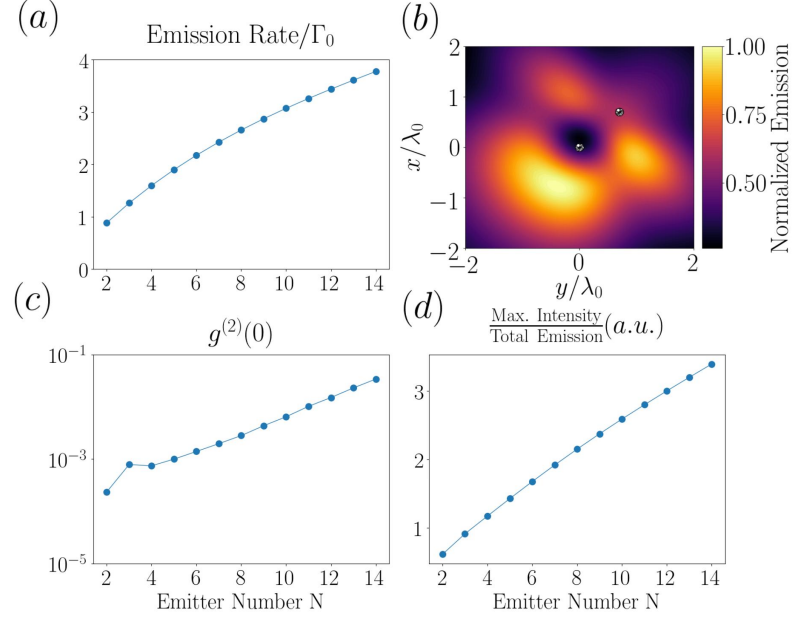 (a)
Emission Rate/Γ₀
4
3
2
1
0
2 4 6 8 10 12 14
(b)
2
1
0
−1
−2
x/λ₀
−2 0 2
y/λ₀
1.00
0.75
0.50
Normalized Emission
(c)
g⁽²⁾(0)
10⁻¹
10⁻³
10⁻⁵
2 4 6 8 10 12 14
Emitter Number N
(d)
Max. Intensity
Total Emission (a.u.)
3
2
1
2 4 6 8 10 12 14
Emitter Number N